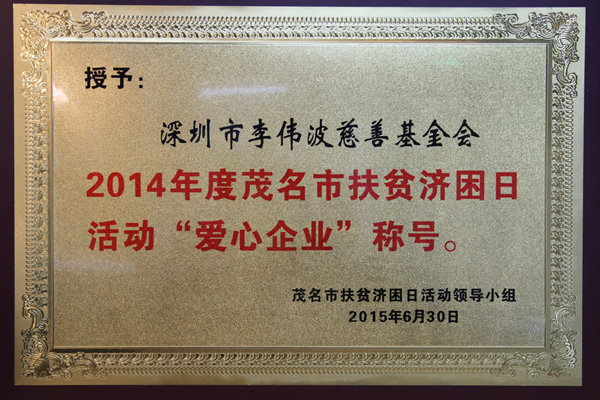 授予：
深圳市李伟波慈善基金会
2014年度茂名市扶贫济困日
活动“爱心企业”称号。
茂名市扶贫济困日活动领导小组
2015年6月30日